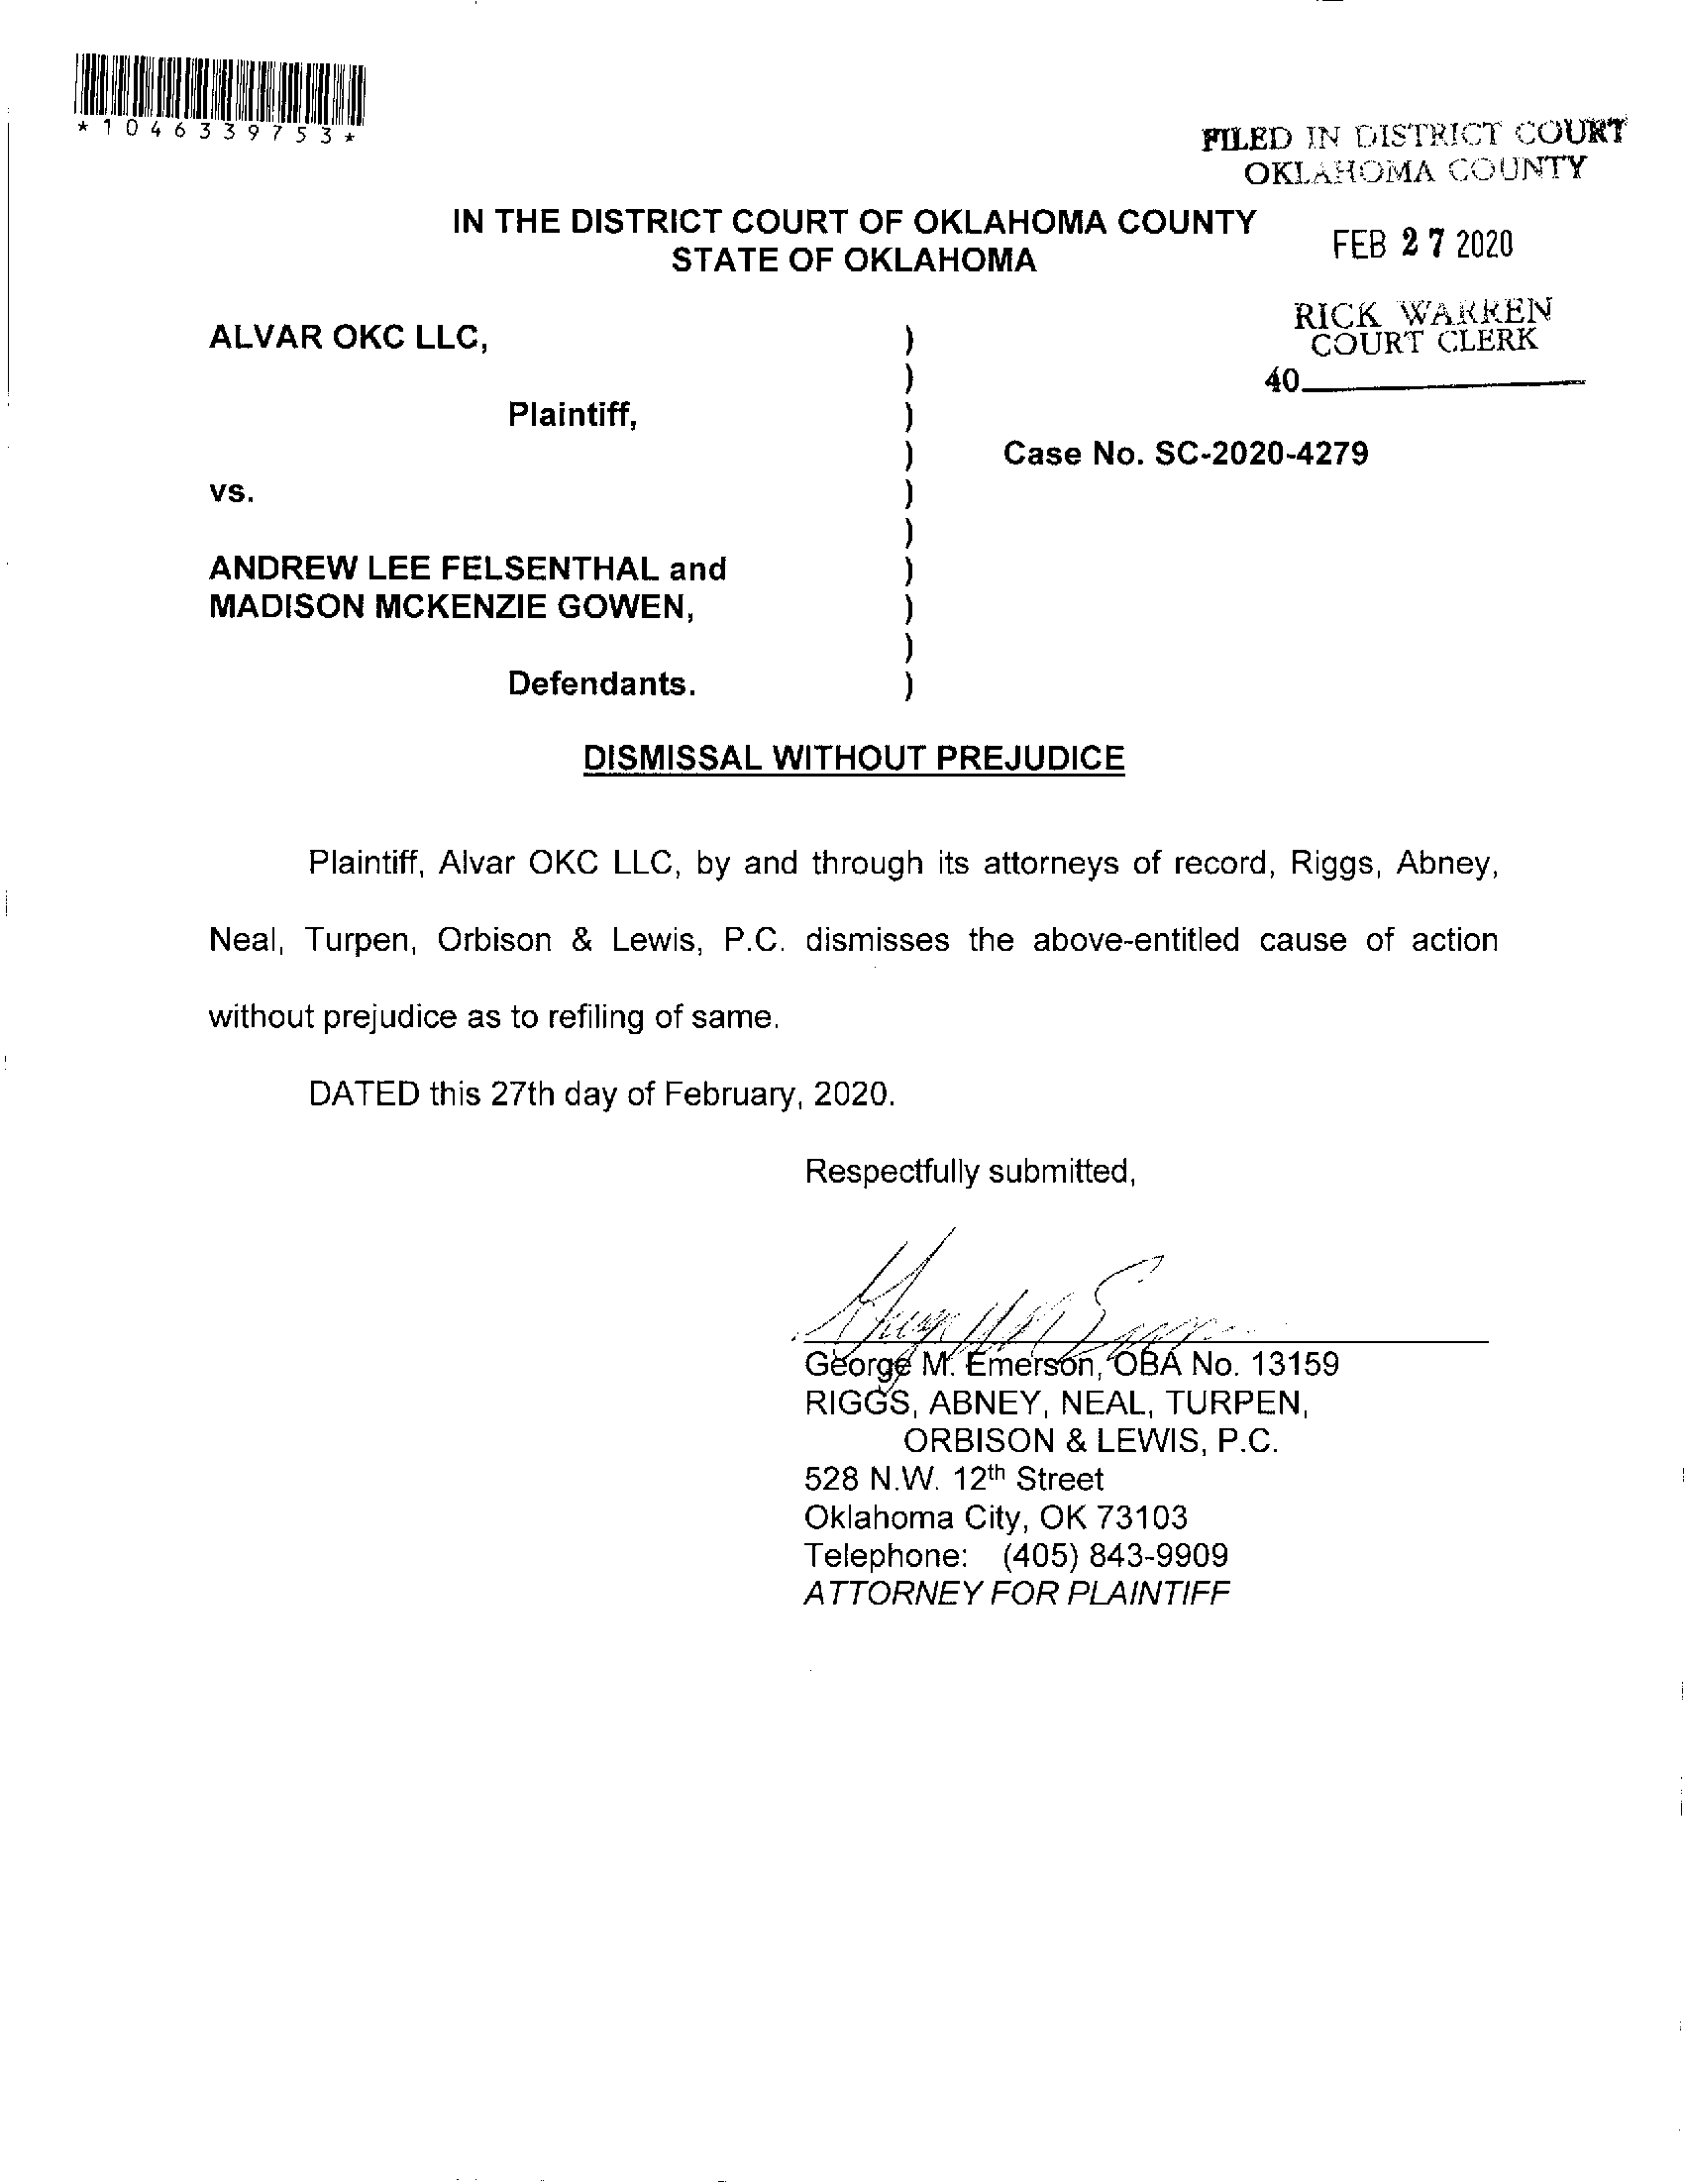 *1046339753*
FILED IN DISTRICT COURT
OKLAHOMA COUNTY
IN THE DISTRICT COURT OF OKLAHOMA COUNTY
STATE OF OKLAHOMA
FEB 27 2020
RICK WARREN
COURT CLERK
40
ALVAR OKC LLC, )
)
Plaintiff, )
) Case No. SC-2020-4279
vs. )
)
ANDREW LEE FELSENTHAL and )
MADISON MCKENZIE GOWEN, )
)
Defendants. )
DISMISSAL WITHOUT PREJUDICE
Plaintiff, Alvar OKC LLC, by and through its attorneys of record, Riggs, Abney,
Neal, Turpen, Orbison & Lewis, P.C. dismisses the above-entitled cause of action
without prejudice as to refiling of same.
DATED this 27th day of February, 2020.
Respectfully submitted,
George M. Emerson, OBA No. 13159
RIGGS, ABNEY, NEAL, TURPEN,
ORBISON & LEWIS, P.C.
528 N.W. 12th Street
Oklahoma City, OK 73103
Telephone: (405) 843-9909
ATTORNEY FOR PLAINTIFF